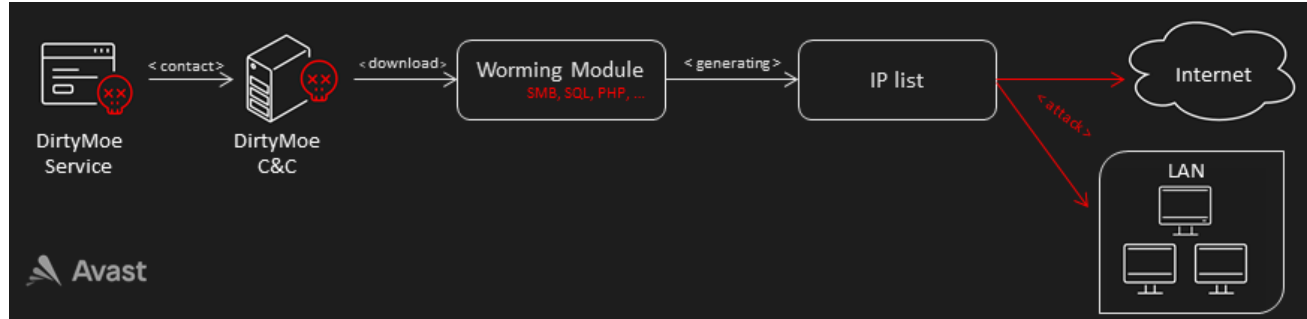 < contact>
< download>
< generating>
Worming Module
SMB, SQL, PHP, ...
IP list
Internet
< attack>
DirtyMoe
Service
DirtyMoe
C&C
LAN
Avast